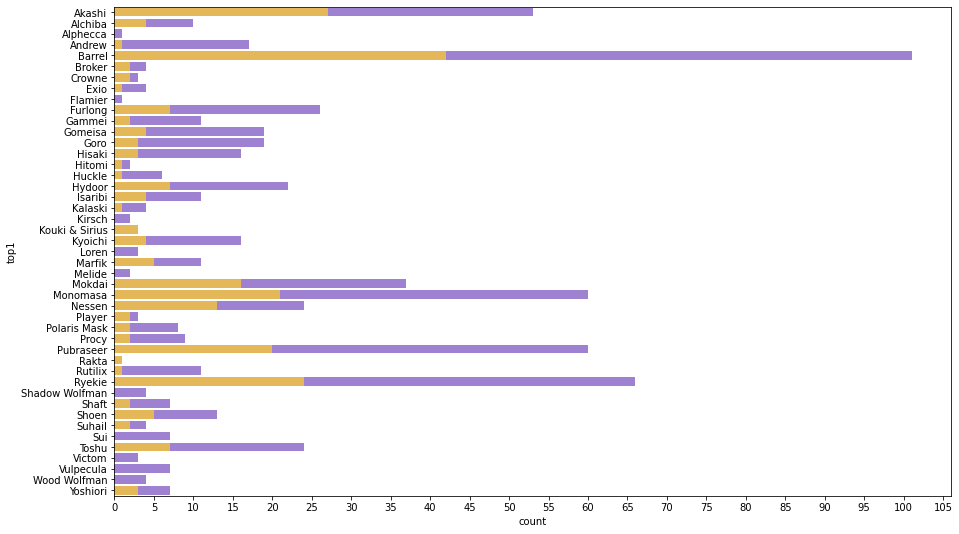 top1
Akashi
Alchiba
Alphecca
Andrew
Barrel
Broker
Crowne
Exio
Flamier
Furlong
Gammei
Gomeisa
Goro
Hisaki
Hitomi
Huckle
Hydoor
Isaribi
Kalaski
Kirsch
Kouki & Sirius
Kyoichi
Loren
Marfik
Melide
Mokdai
Monomasa
Nessen
Player
Polaris Mask
Procy
Pubraseer
Rakta
Rutilix
Ryekie
Shadow Wolfman
Shaft
Shoen
Suhail
Sui
Toshu
Victom
Vulpecula
Wood Wolfman
Yoshiori
0 5 10 15 20 25 30 35 40 45 50 55 60 65 70 75 80 85 90 95 100 105
count